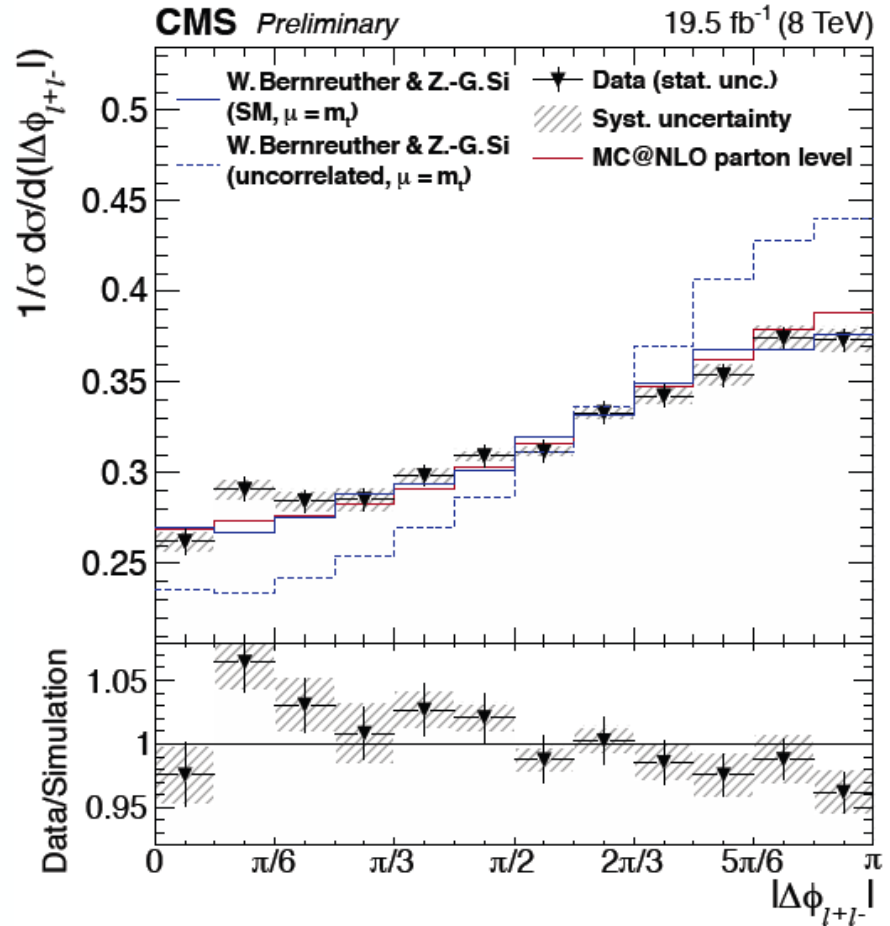 CMS Preliminary 19.5 fb⁻¹ (8 TeV)
W. Bernreuther & Z.-G. Si
(SM, μ = mₜ)
W. Bernreuther & Z.-G. Si
(uncorrelated, μ = mₜ)
Data (stat. unc.)
Syst. uncertainty
MC@NLO parton level
1/σ dσ/d(|Δϕ_{l+l-}|)
0.5
0.45
0.4
0.35
0.3
0.25
Data/Simulation
1.05
1
0.95
0 π/6 π/3 π/2 2π/3 5π/6 π
|Δϕ_{l+l-}|